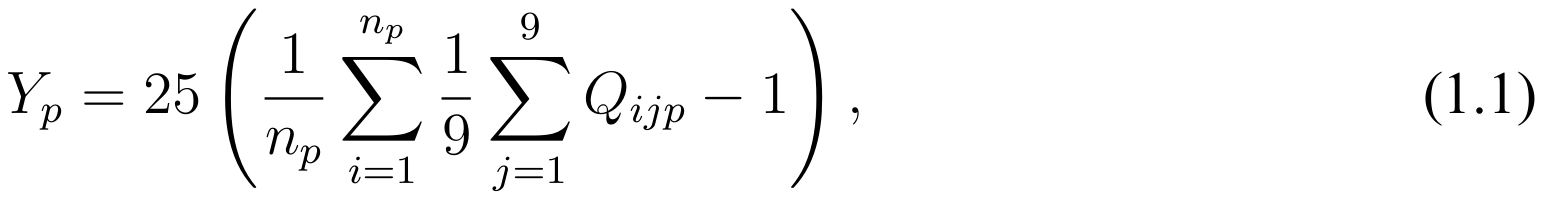 Y_p = 25 \left( \frac{1}{n_p} \sum_{i=1}^{n_p} \frac{1}{9} \sum_{j=1}^{9} Q_{ijp} - 1 \right), (1.1)